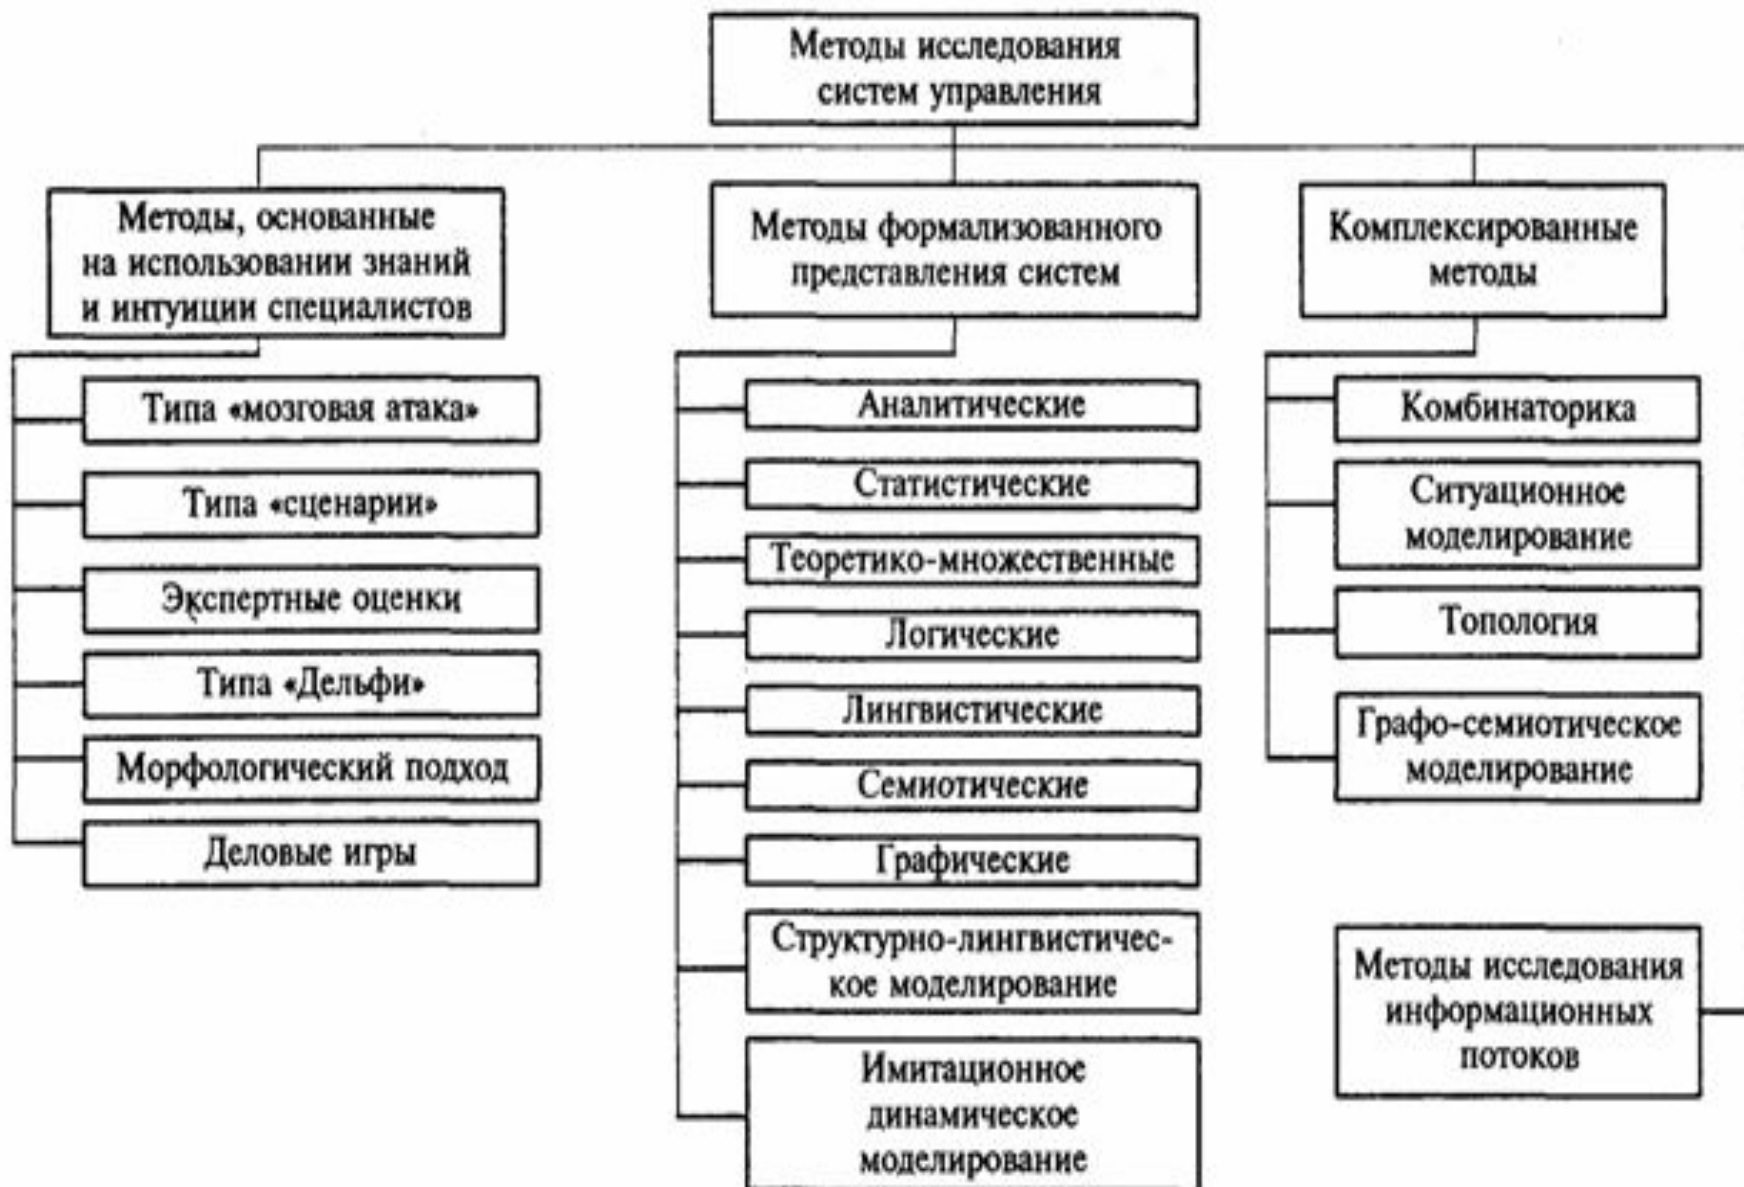 Методы исследования
систем управления
Методы, основанные
на использовании знаний
и интуиции специалистов
Типа «мозговая атака»
Типа «сценарии»
Экспертные оценки
Типа «Дельфи»
Морфологический подход
Деловые игры
Методы формализованного
представления систем
Аналитические
Статистические
Теоретико-множественные
Логические
Лингвистические
Семиотические
Графические
Структурно-лингвистичес-
кое моделирование
Имитационное
динамическое
моделирование
Комплексированные
методы
Комбинаторика
Ситуационное
моделирование
Топология
Графо-семиотическое
моделирование
Методы исследования
информационных
потоков